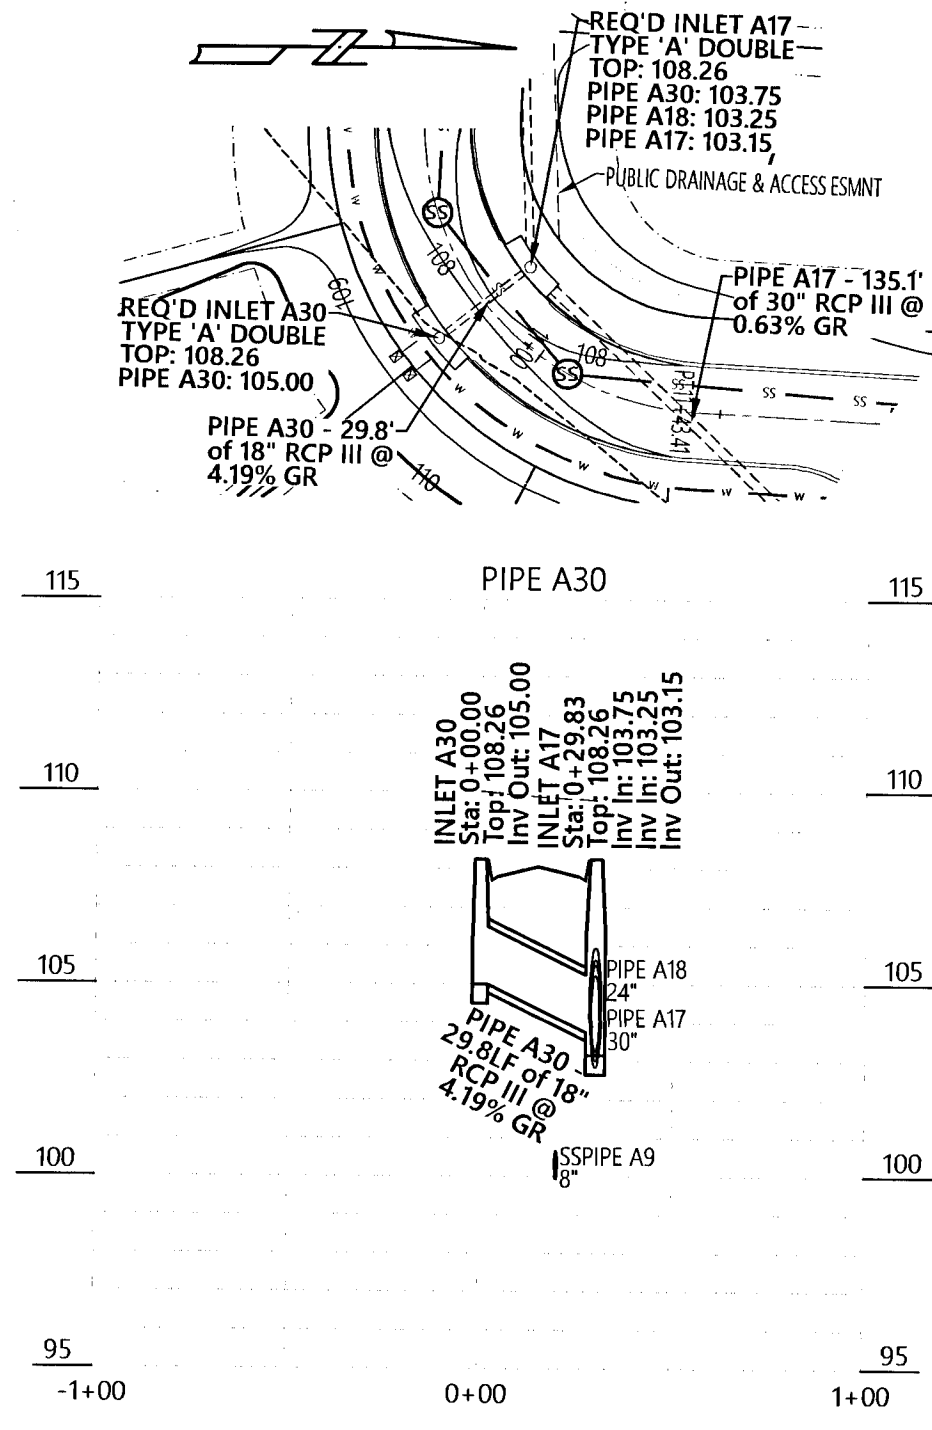 REQ'D INLET A17
TYPE 'A' DOUBLE
TOP: 108.26
PIPE A30: 103.75
PIPE A18: 103.25
PIPE A17: 103.15
PUBLIC DRAINAGE & ACCESS ESMNT
W
SS
108
W
109
SS
PIPE A17 - 135.1'
of 30" RCP III @
0.63% GR
REQ'D INLET A30
TYPE 'A' DOUBLE
TOP: 108.26
PIPE A30: 105.00
108
SS
SS
SS
SS
W
PIPE A30 - 29.8'
of 18" RCP III @
4.19% GR
W
110
W
W
W
W
PIPE A30
115
115
110
110
105
105
100
100
95
95
INLET A30
Sta: 0+00.00
Top: 108.26
Inv Out: 105.00
INLET A17
Sta: 0+29.83
Top: 108.26
Inv In: 103.75
Inv In: 103.25
Inv Out: 103.15
PIPE A18
24"
PIPE A17
30"
PIPE A30 -
29.8LF of 18"
RCP III @
4.19% GR
SSPIPE A9
8"
-1+00
0+00
1+00